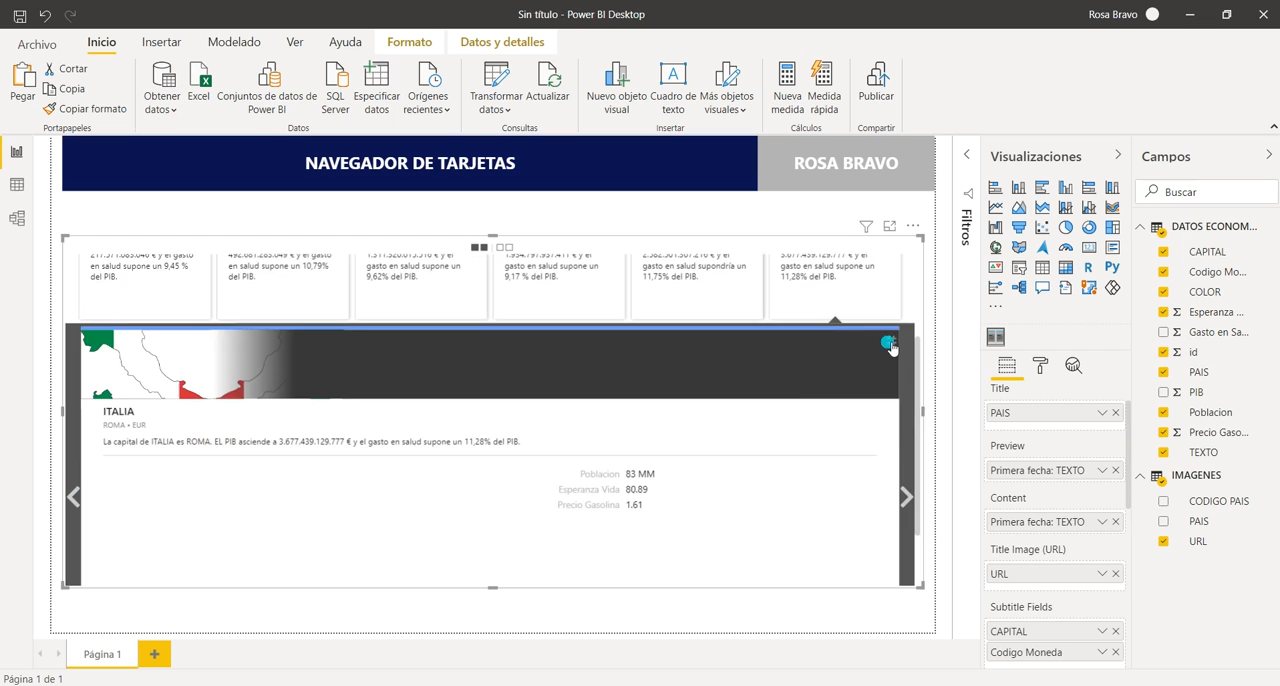 Sin título - Power BI Desktop
Rosa Bravo
Archivo
Inicio
Insertar
Modelado
Ver
Ayuda
Formato
Datos y detalles
Pegar
Cortar
Copia
Copiar formato
Portapapeles
Obtener datos
Excel
Conjuntos de datos de Power BI
SQL Server
Especificar datos
Orígenes recientes
Datos
Transformar datos
Actualizar
Consultas
Nuevo objeto visual
Cuadro de texto
Más objetos visuales
Insertar
Nueva medida
Medida rápida
Cálculos
Publicar
Compartir
NAVEGADOR DE TARJETAS
ROSA BRAVO
en salud supone un 9,45 % del PIB.
gasto en salud supone un 10,79% del PIB.
gasto en salud supone un 9,62% del PIB.
gasto en salud supone un 9,17 % del PIB.
gasto en salud supondría un 11,75% del PIB.
gasto en salud supone un 11,28% del PIB.
ITALIA
ROMA • EUR
La capital de ITALIA es ROMA. EL PIB asciende a 3.677.439.129.777 € y el gasto en salud supone un 11,28% del PIB.
Poblacion 83 MM
Esperanza Vida 80.89
Precio Gasolina 1.61
Filtros
Visualizaciones
R
Py
Title
PAIS
Preview
Primera fecha: TEXTO
Content
Primera fecha: TEXTO
Title Image (URL)
URL
Subtitle Fields
CAPITAL
Codigo Moneda
Campos
Buscar
DATOS ECONOM...
CAPITAL
Codigo Mo...
COLOR
Esperanza ...
Gasto en Sa...
id
PAIS
PIB
Poblacion
Precio Gaso...
TEXTO
IMAGENES
CODIGO PAIS
PAIS
URL
Página 1
Página 1 de 1